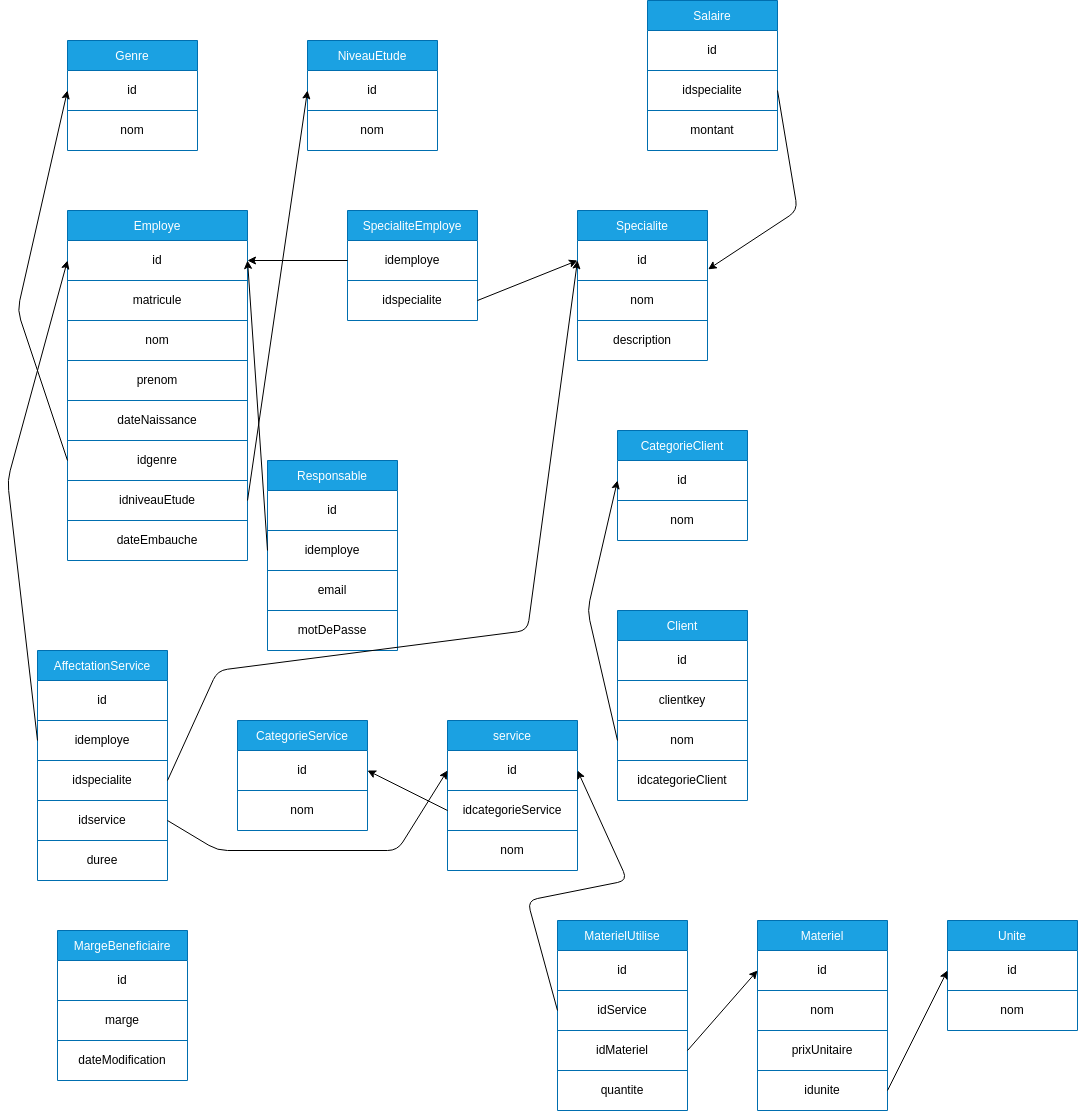 Salaire
id
idspecialite
montant
Genre
id
nom
NiveauEtude
id
nom
Employe
id
matricule
nom
prenom
dateNaissance
idgenre
idniveauEtude
dateEmbauche
SpecialiteEmploye
idemploye
idspecialite
Specialite
id
nom
description
Responsable
id
idemploye
email
motDePasse
CategorieClient
id
nom
Client
id
clientkey
nom
idcategorieClient
AffectationService
id
idemploye
idspecialite
idservice
duree
CategorieService
id
nom
service
id
idcategorieService
nom
MargeBeneficiaire
id
marge
dateModification
MaterielUtilise
id
idService
idMateriel
quantite
Materiel
id
nom
prixUnitaire
idunite
Unite
id
nom